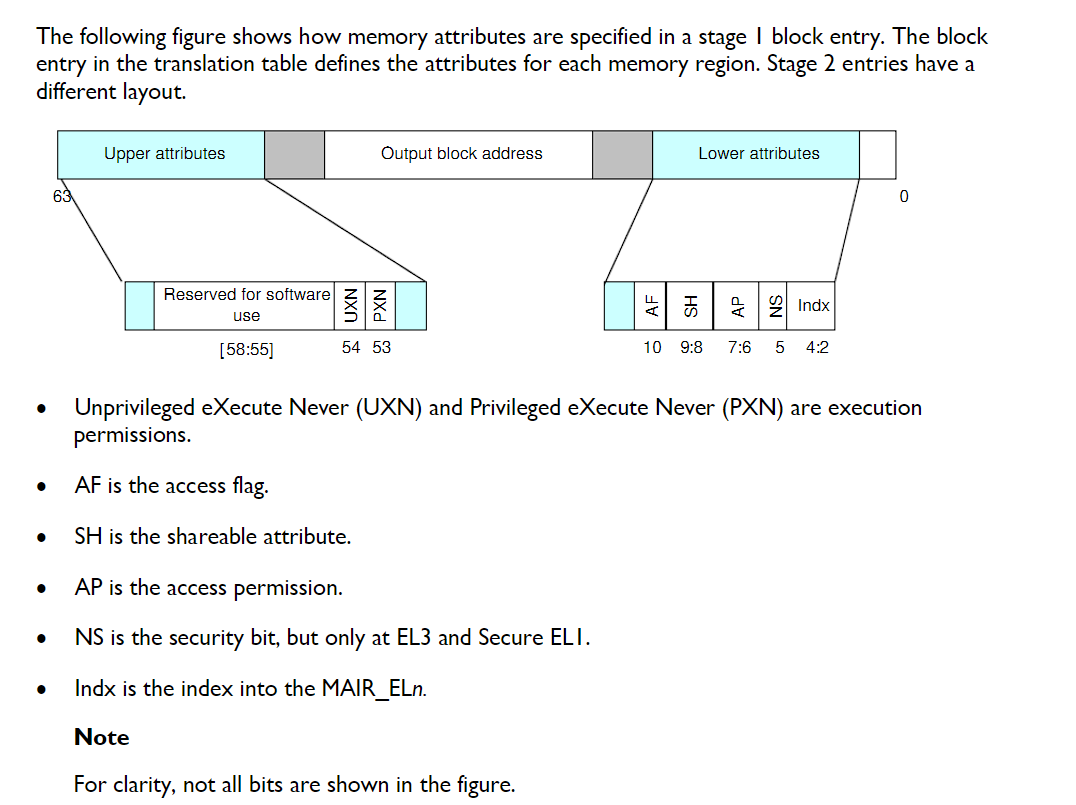 The following figure shows how memory attributes are specified in a stage 1 block entry. The block
entry in the translation table defines the attributes for each memory region. Stage 2 entries have a
different layout.
Upper attributes Output block address Lower attributes
63 0
Reserved for software
use
UXN PXN AF SH AP NS Indx
[58:55] 54 53 10 9:8 7:6 5 4:2
• Unprivileged eXecute Never (UXN) and Privileged eXecute Never (PXN) are execution
permissions.
• AF is the access flag.
• SH is the shareable attribute.
• AP is the access permission.
• NS is the security bit, but only at EL3 and Secure EL1.
• Indx is the index into the MAIR_ELn.
Note
For clarity, not all bits are shown in the figure.